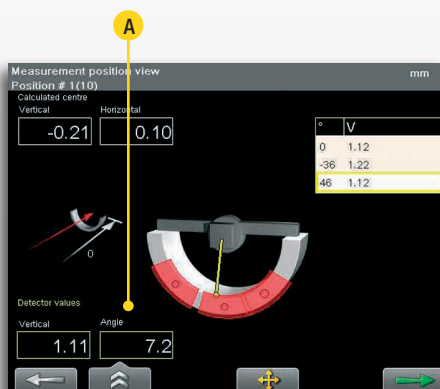 A
Measurement position view
mm
Position # 1(10)
Calculated centre
Vertical Horizontal
-0.21 0.10
° V
0 1.12
-36 1.22
46 1.12
0
Detector values
Vertical Angle
1.11 7.2